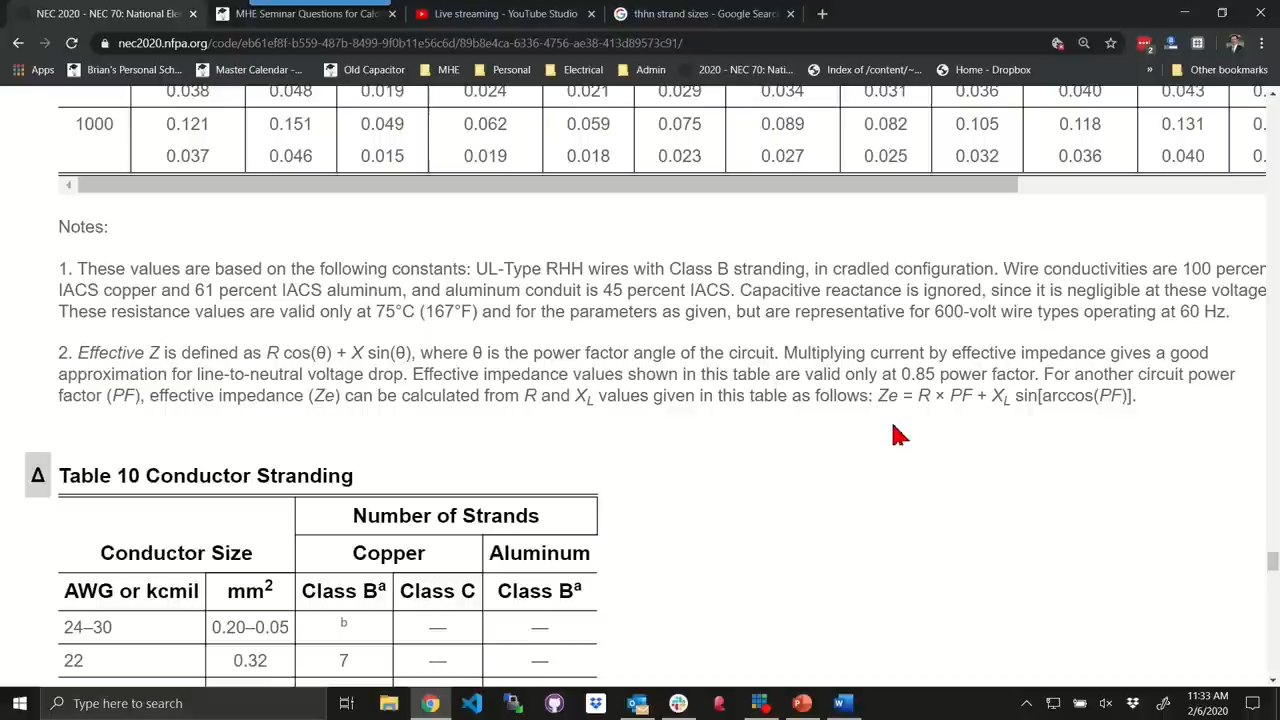 NEC 2020 - NEC 70: National Ele
MHE Seminar Questions for Calc
Live streaming - YouTube Studio
thhn strand sizes - Google Search
nec2020.nfpa.org/code/eb61ef8f-b559-487b-8499-9f0b11e56c6d/89b8e4ca-6336-4756-ae38-413d89573c91/
Apps Brian's Personal Sch... Master Calendar -... Old Capacitor MHE Personal Electrical Admin 2020 - NEC 70: Nati... Index of /content/~... Home - Dropbox » Other bookmarks
0.038 0.048 0.019 0.024 0.021 0.029 0.034 0.031 0.036 0.040 0.043 0.
1000 0.121 0.151 0.049 0.062 0.059 0.075 0.089 0.082 0.105 0.118 0.131 0.
0.037 0.046 0.015 0.019 0.018 0.023 0.027 0.025 0.032 0.036 0.040 0.
Notes:
1. These values are based on the following constants: UL-Type RHH wires with Class B stranding, in cradled configuration. Wire conductivities are 100 percen
IACS copper and 61 percent IACS aluminum, and aluminum conduit is 45 percent IACS. Capacitive reactance is ignored, since it is negligible at these voltage
These resistance values are valid only at 75°C (167°F) and for the parameters as given, but are representative for 600-volt wire types operating at 60 Hz.
2. Effective Z is defined as R cos(θ) + X sin(θ), where θ is the power factor angle of the circuit. Multiplying current by effective impedance gives a good
approximation for line-to-neutral voltage drop. Effective impedance values shown in this table are valid only at 0.85 power factor. For another circuit power
factor (PF), effective impedance (Ze) can be calculated from R and XL values given in this table as follows: Ze = R × PF + XL sin[arccos(PF)].
Δ Table 10 Conductor Stranding
Number of Strands
Conductor Size Copper Aluminum
AWG or kcmil mm2 Class Ba Class C Class Ba
24–30 0.20–0.05 b — —
22 0.32 7 — —
Type here to search
11:33 AM
2/6/2020